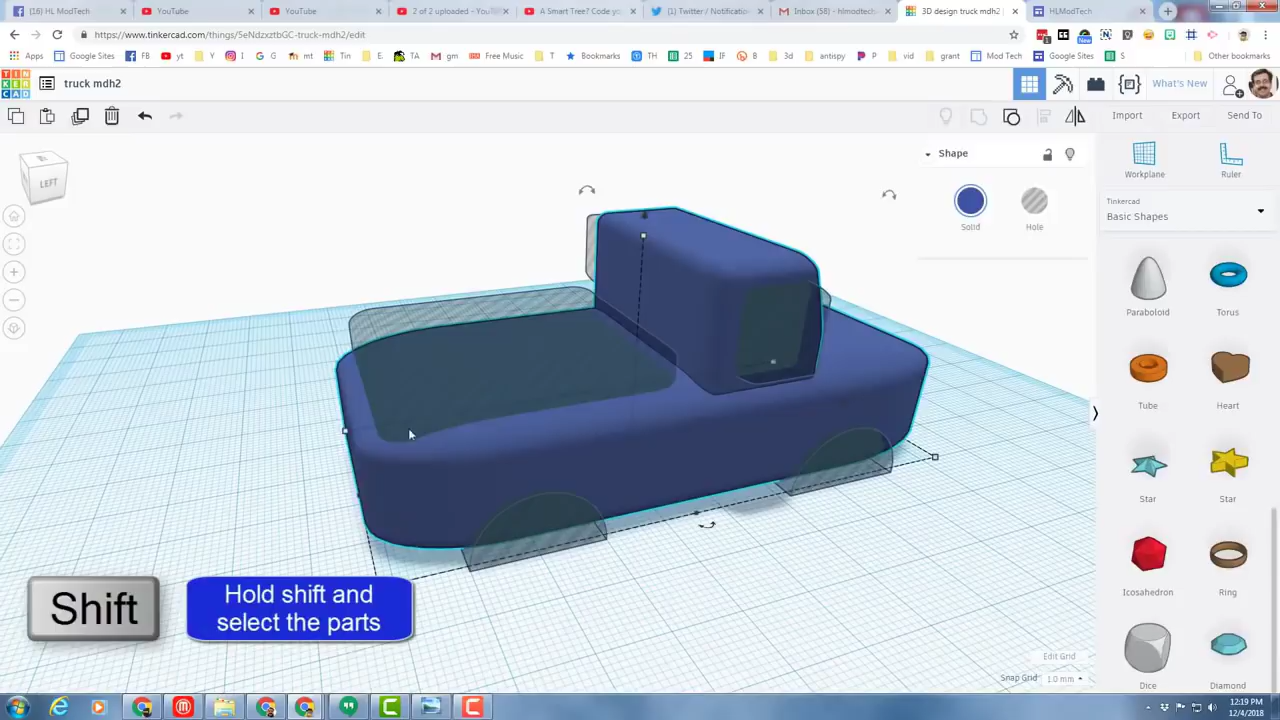 (16) HL ModTech
YouTube
YouTube
2 of 2 uploaded - YouT
A Smart Tree? Code.y
(1) Twitter / Notificatio
Inbox (58) - hlmodtech
3D design truck mdh2
HLModTech
https://www.tinkercad.com/things/5eNdzxztbGC-truck-mdh2/edit
Apps
Google Sites
FB
yt
Y
I
G
mt
Tinkercad
TA
gm
Free Music
Bookmarks
TH
25
IF
Q
B
3d
antispy
P
vid
grant
Mod Tech
Google Sites
S
Other bookmarks
TIN
KER
CAD
truck mdh2
What's New
Import
Export
Send To
LEFT
Shape
Solid
Hole
Workplane
Ruler
Tinkercad
Basic Shapes
Paraboloid
Torus
Tube
Heart
Star
Star
Icosahedron
Ring
Dice
Diamond
Shift
Hold shift and
select the parts
Edit Grid
Snap Grid
1.0 mm
12:19 PM
12/4/2018